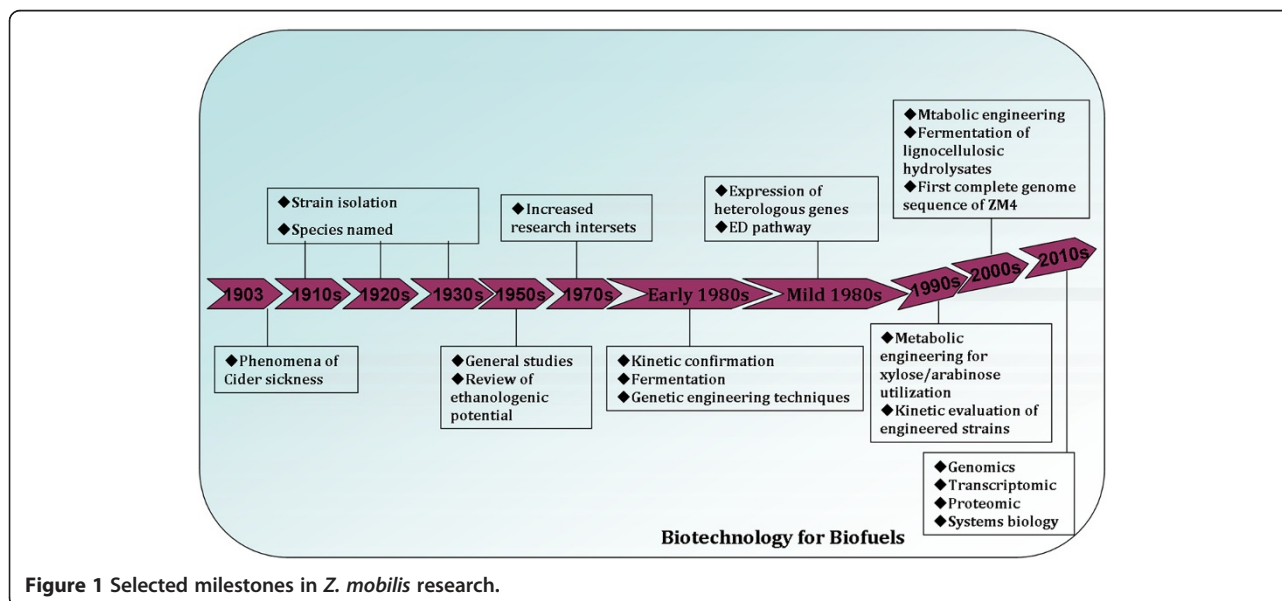 ◆Mtabolic engineering
◆Fermentation of
lignocellulosic
hydrolysates
◆First complete genome
sequence of ZM4
◆Strain isolation
◆Species named
◆Increased
research intersets
◆Expression of
heterologous genes
◆ED pathway
1903
1910s
1920s
1930s
1950s
1970s
Early 1980s
Mild 1980s
1990s
2000s
2010s
◆Phenomena of
Cider sickness
◆General studies
◆Review of
ethanologenic
potential
◆Kinetic confirmation
◆Fermentation
◆Genetic engineering techniques
◆Metabolic
engineering for
xylose/arabinose
utilization
◆Kinetic evaluation of
engineered strains
◆Genomics
◆Transcriptomic
◆Proteomic
◆Systems biology
Biotechnology for Biofuels
Figure 1 Selected milestones in Z. mobilis research.